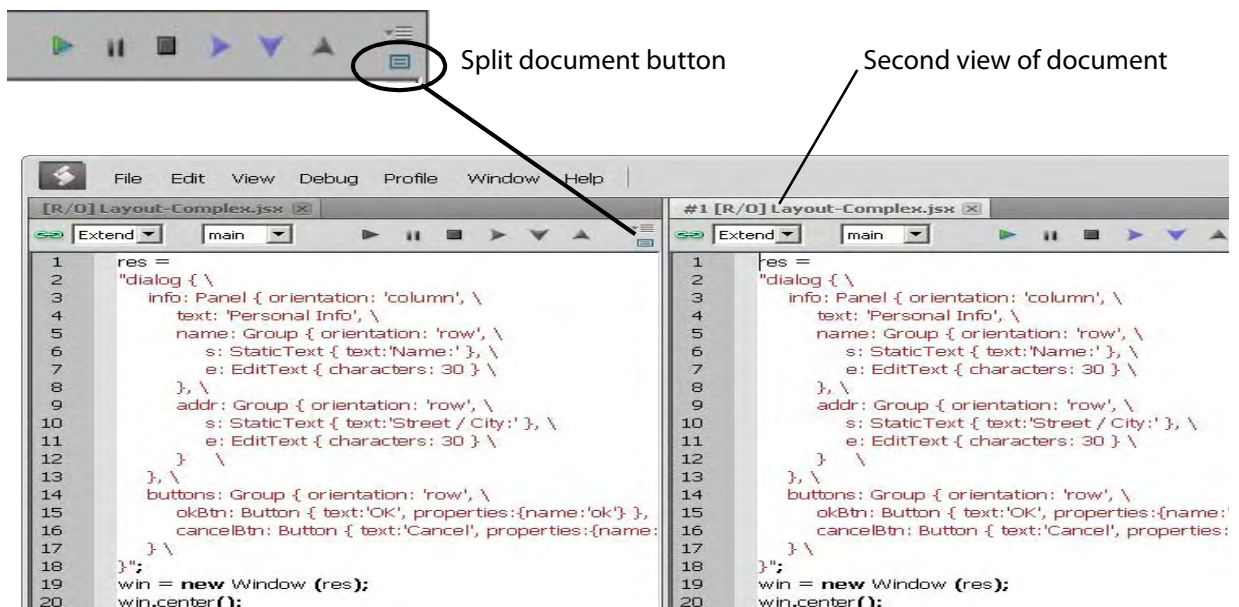 Split document button
Second view of document
File Edit View Debug Profile Window Help
[R/O] Layout-Complex.jsx
Extend main
1 res =
2 "dialog { \
3 info: Panel { orientation: 'column', \
4 text: 'Personal Info', \
5 name: Group { orientation: 'row', \
6 s: StaticText { text:'Name:' }, \
7 e: EditText { characters: 30 } \
8 }, \
9 addr: Group { orientation: 'row', \
10 s: StaticText { text:'Street / City:' }, \
11 e: EditText { characters: 30 } \
12 } \
13 }, \
14 buttons: Group { orientation: 'row', \
15 okBtn: Button { text:'OK', properties:{name:'ok'} },
16 cancelBtn: Button { text:'Cancel', properties:{name:
17 } \
18 }";
19 win = new Window (res);
20 win.center();
#1 [R/O] Layout-Complex.jsx
Extend main
1 res =
2 "dialog { \
3 info: Panel { orientation: 'column', \
4 text: 'Personal Info', \
5 name: Group { orientation: 'row', \
6 s: StaticText { text:'Name:' }, \
7 e: EditText { characters: 30 } \
8 }, \
9 addr: Group { orientation: 'row', \
10 s: StaticText { text:'Street / City:' }, \
11 e: EditText { characters: 30 } \
12 } \
13 }, \
14 buttons: Group { orientation: 'row', \
15 okBtn: Button { text:'OK', properties:{name:'
16 cancelBtn: Button { text:'Cancel', properties:
17 } \
18 }";
19 win = new Window (res);
20 win.center();